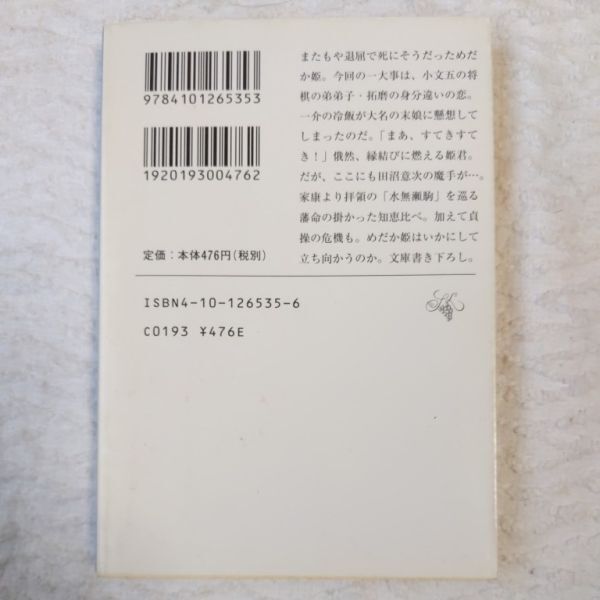 9784101265353
1920193004762
定価:本体476円(税別)
またもや退屈で死にそうだっためだ
か姫。今回の一大事は、小文五の将
棋の弟弟子・拓磨の身分違いの恋。
一介の冷飯が大名の末娘に懸想して
しまったのだ。「まあ、すてきすて
き!」俄然、縁結びに燃える姫君。
だが、ここにも田沼意次の魔手が…。
家康より拝領の「水無瀬駒」を巡る
藩命の掛かった知恵比べ。加えて貞
操の危機も。めだか姫はいかにして
立ち向かうのか。文庫書き下ろし。
ISBN4-10-126535-6
C0193 ¥476E